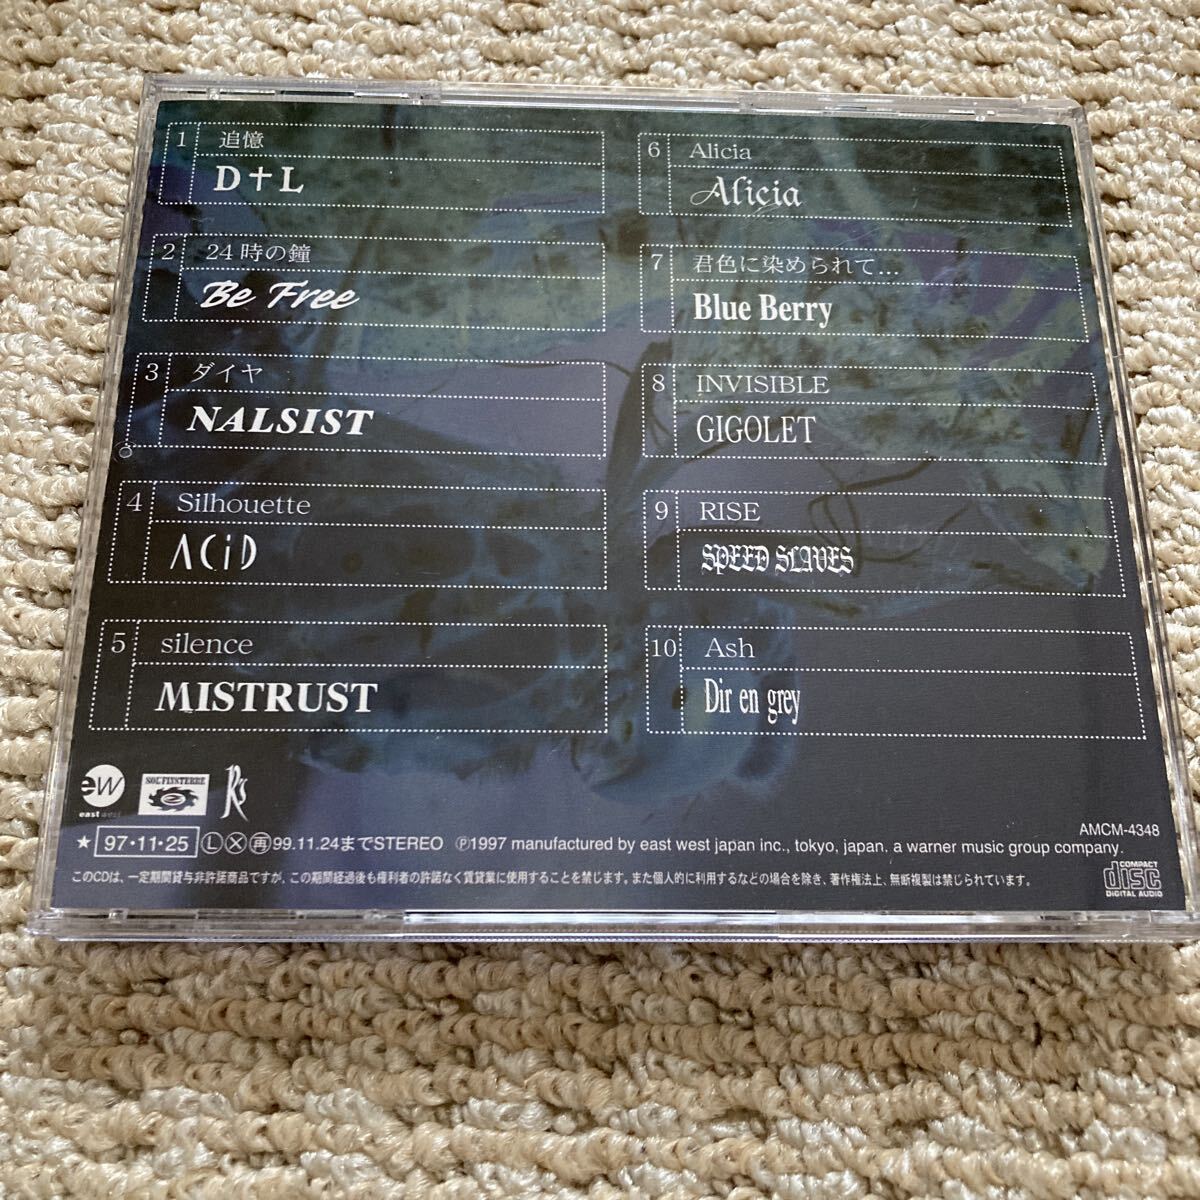 1 追憶
D†L
2 24時の鐘
Be Free
3 ダイヤ
NALSIST
4 Silhouette
ACiD
5 silence
MISTRUST
6 Alicia
Alicia
7 君色に染められて...
Blue Berry
8 INVISIBLE
GIGOLET
9 RISE
SPEED SLAVES
10 Ash
Dir en grey
ew
east west
SOL FINSTERRE
R's
AMCM-4348
★ 97・11・25 Ⓛ Ⓧ ㊢99.11.24までSTEREO Ⓟ1997 manufactured by east west japan inc., tokyo, japan. a warner music group company.
このCDは、一定期間貸与非許諾商品ですが、この期間経過後も権利者の許諾なく賃貸業に使用することを禁じます。また個人的に利用するなどの場合を除き、著作権法上、無断複製は禁じられています。
COMPACT
disc
DIGITAL AUDIO